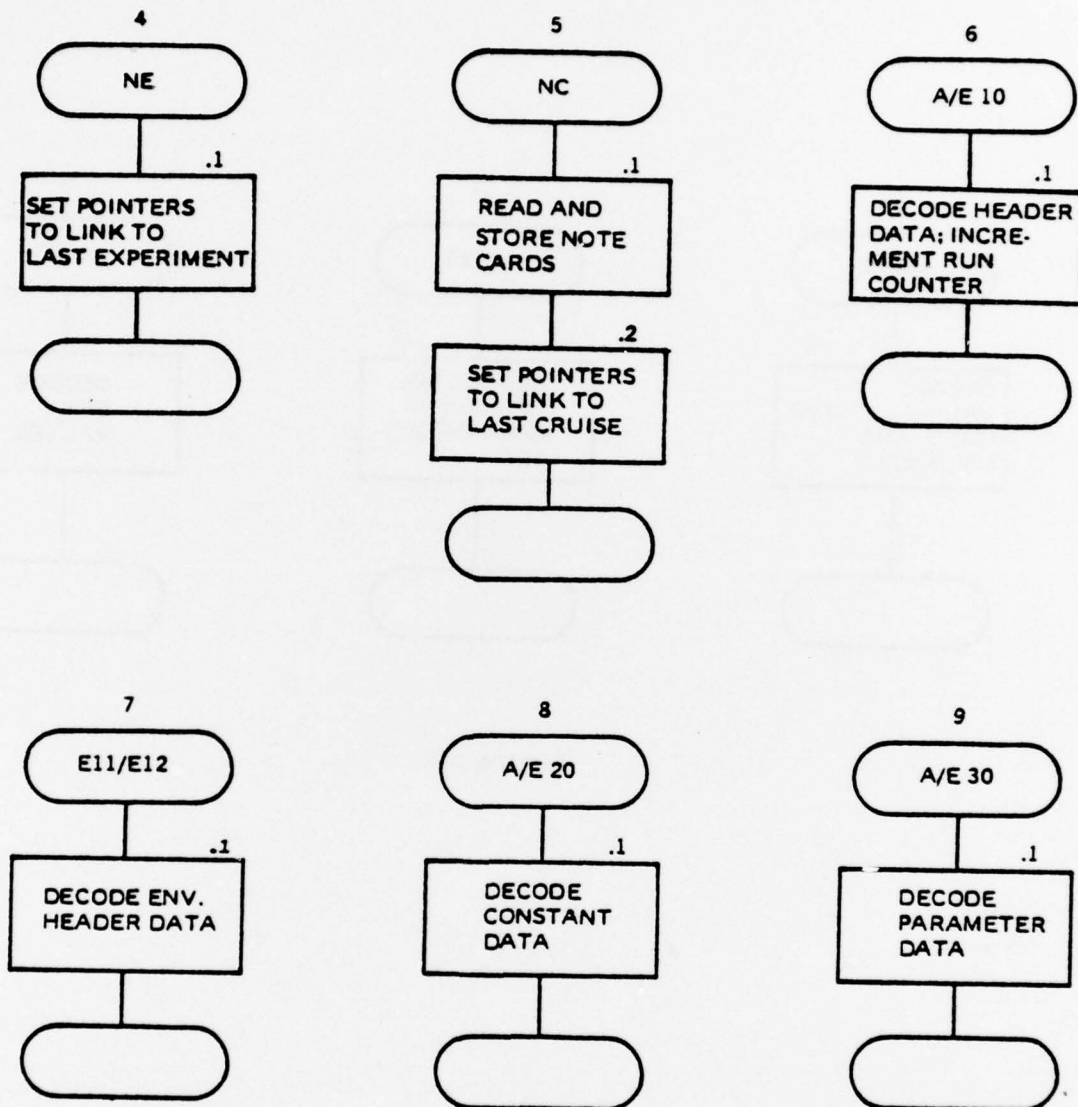 4
NE
.1
SET POINTERS
TO LINK TO
LAST EXPERIMENT
5
NC
.1
READ AND
STORE NOTE
CARDS
.2
SET POINTERS
TO LINK TO
LAST CRUISE
6
A/E 10
.1
DECODE HEADER
DATA; INCRE-
MENT RUN
COUNTER
7
E11/E12
.1
DECODE ENV.
HEADER DATA
8
A/E 20
.1
DECODE
CONSTANT
DATA
9
A/E 30
.1
DECODE
PARAMETER
DATA